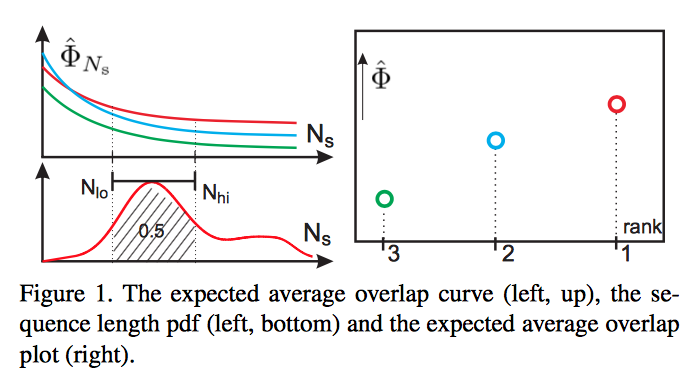 Φ̂ Nₛ
Nₛ
Nlo
Nhi
0.5
Nₛ
Φ̂
rank
3
2
1
Figure 1. The expected average overlap curve (left, up), the se-
quence length pdf (left, bottom) and the expected average overlap
plot (right).